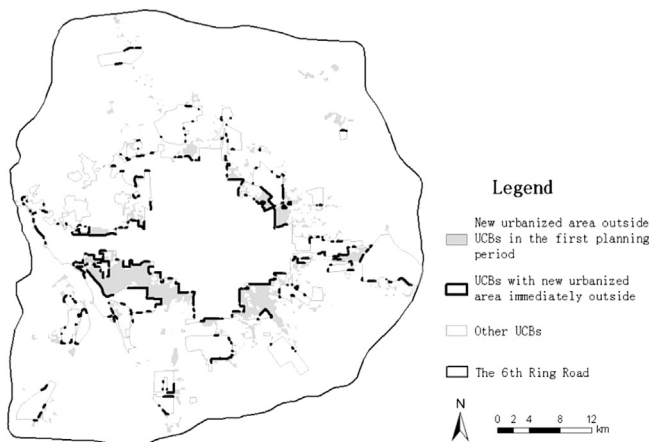 Legend
New urbanized area outside
UCBs in the first planning
period
UCBs with new urbanized
area immediately outside
Other UCBs
The 6th Ring Road
N
0 2 4 8 12
km